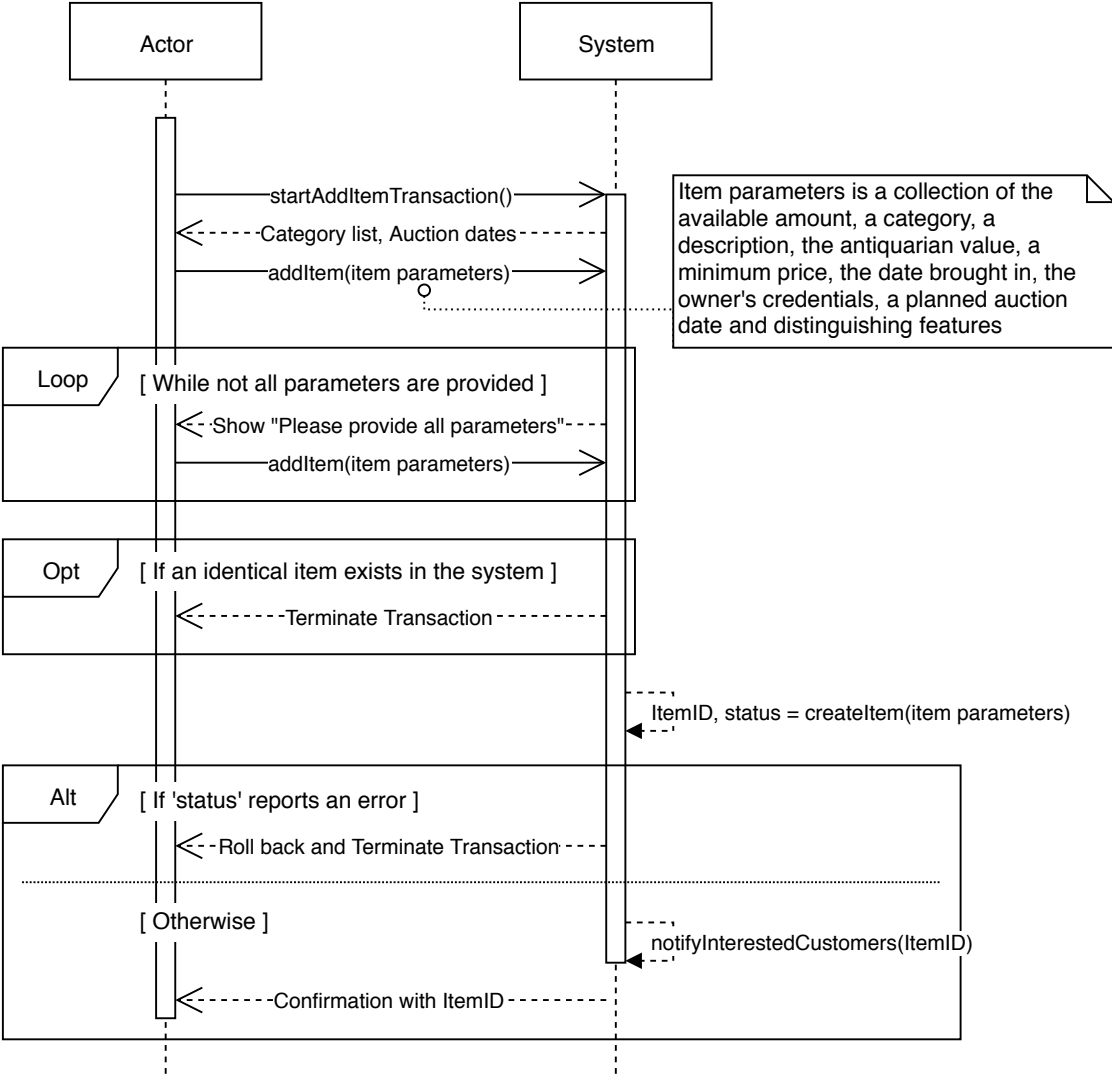 Actor
System
startAddItemTransaction()
Item parameters is a collection of the
available amount, a category, a
description, the antiquarian value, a
minimum price, the date brought in, the
owner's credentials, a planned auction
date and distinguishing features
Category list, Auction dates
addItem(item parameters)
Loop
[ While not all parameters are provided ]
Show "Please provide all parameters"
addItem(item parameters)
Opt
[ If an identical item exists in the system ]
Terminate Transaction
ItemID, status = createItem(item parameters)
Alt
[ If 'status' reports an error ]
Roll back and Terminate Transaction
[ Otherwise ]
notifyInterestedCustomers(ItemID)
Confirmation with ItemID